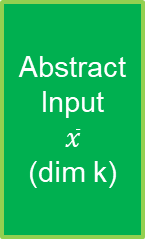 Abstract
Input
x̄
(dim k)